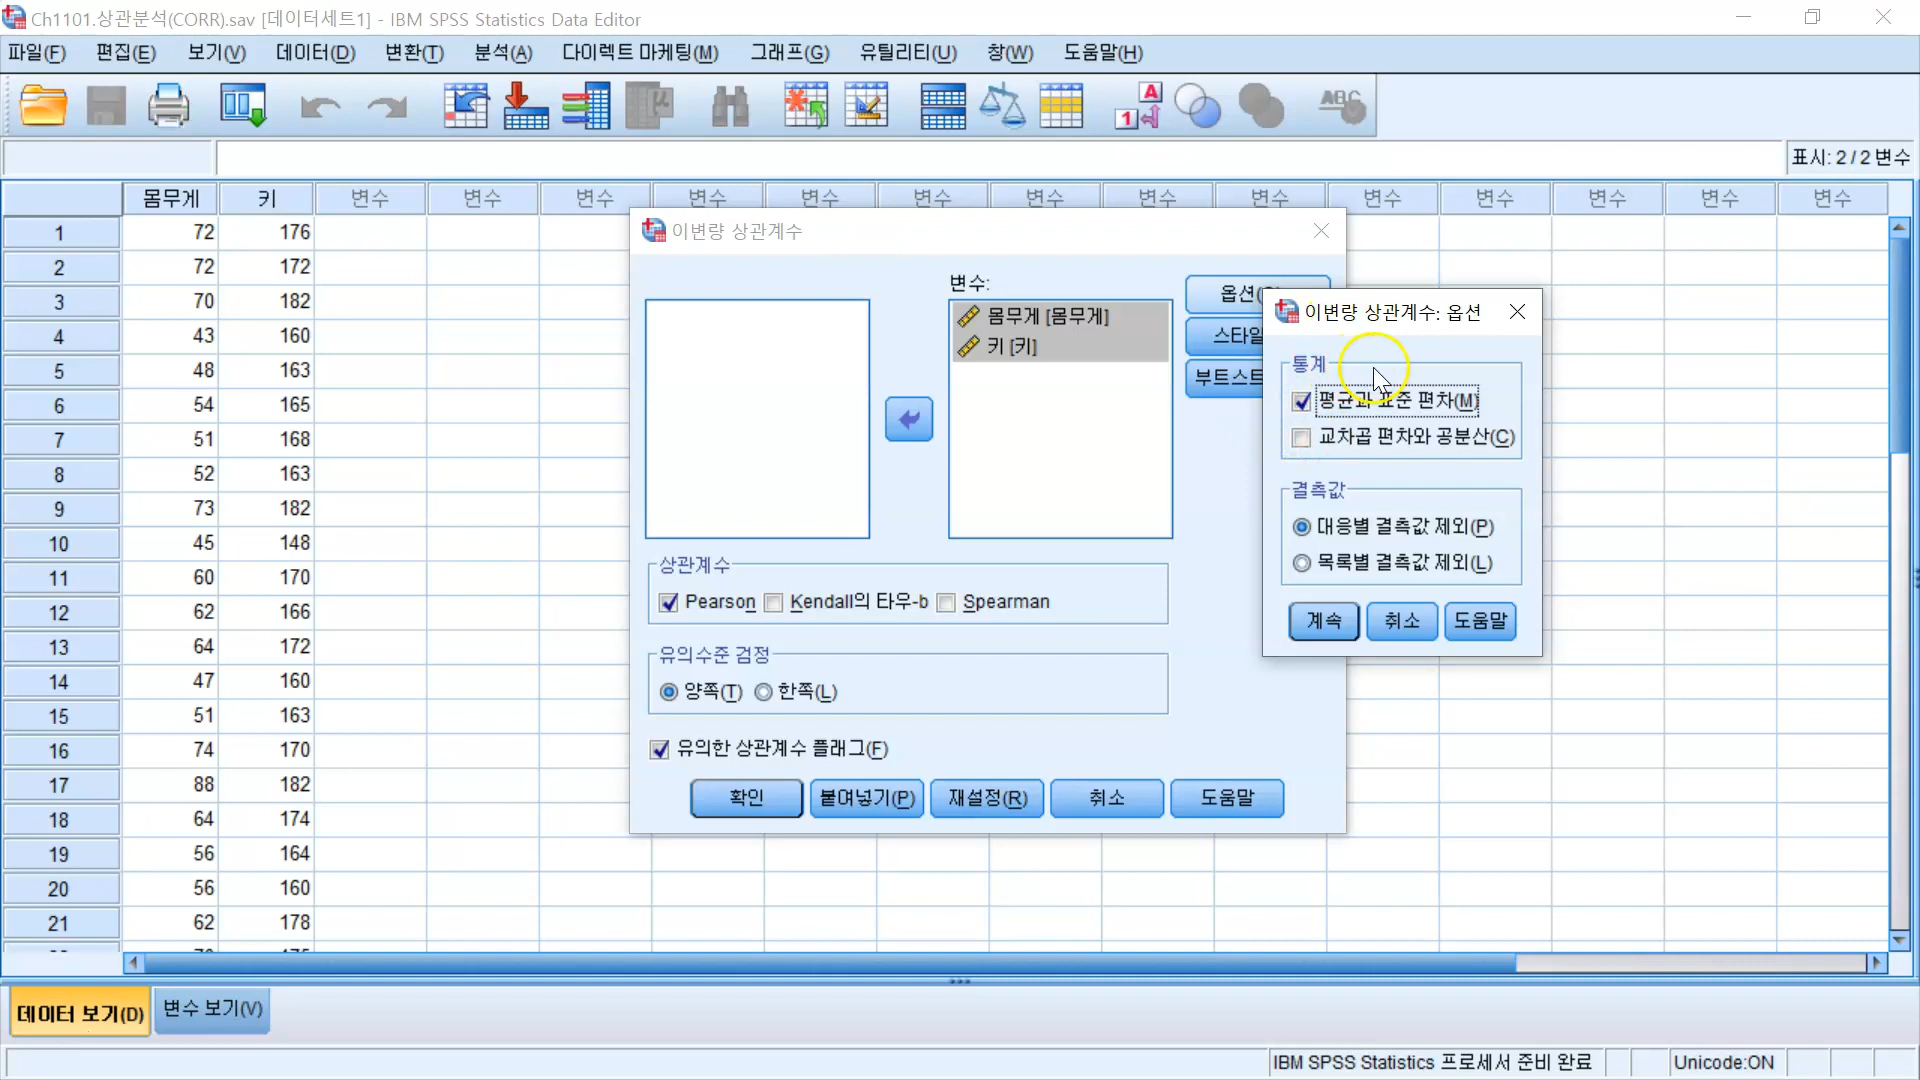 Ch1101.상관분석(CORR).sav [데이터세트1] - IBM SPSS Statistics Data Editor
파일(F) 편집(E) 보기(V) 데이터(D) 변환(T) 분석(A) 다이렉트 마케팅(M) 그래프(G) 유틸리티(U) 창(W) 도움말(H)
표시: 2 / 2 변수
몸무게 키 변수 변수 변수 변수 변수 변수 변수 변수 변수 변수 변수 변수 변수 변수
1 72 176
2 72 172
3 70 182
4 43 160
5 48 163
6 54 165
7 51 168
8 52 163
9 73 182
10 45 148
11 60 170
12 62 166
13 64 172
14 47 160
15 51 163
16 74 170
17 88 182
18 64 174
19 56 164
20 56 160
21 62 178
이변량 상관계수
변수:
몸무게 [몸무게]
키 [키]
옵션
스타일
부트스트
상관계수
Pearson Kendall의 타우-b Spearman
유의수준 검정
양쪽(T) 한쪽(L)
유의한 상관계수 플래그(F)
확인 붙여넣기(P) 재설정(R) 취소 도움말
이변량 상관계수: 옵션
통계
평균과 표준 편차(M)
교차곱 편차와 공분산(C)
결측값
대응별 결측값 제외(P)
목록별 결측값 제외(L)
계속 취소 도움말
데이터 보기(D) 변수 보기(V)
IBM SPSS Statistics 프로세서 준비 완료 Unicode:ON